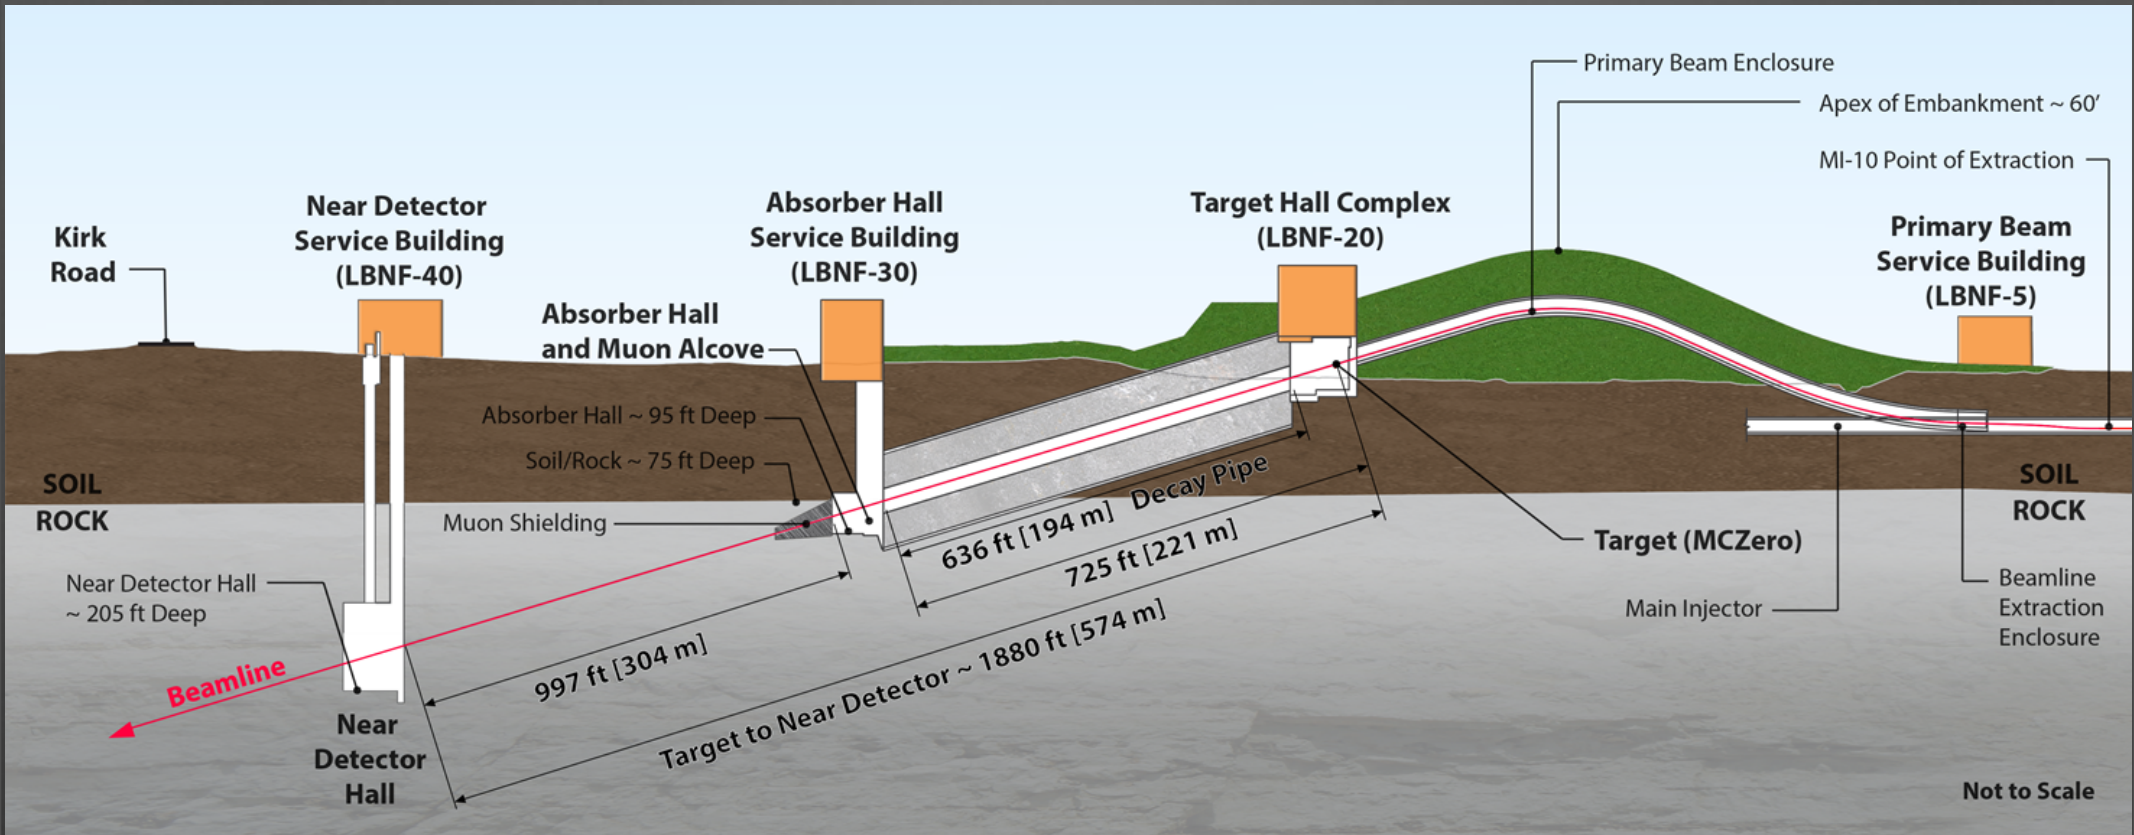 Primary Beam Enclosure
Apex of Embankment ~ 60'
MI-10 Point of Extraction
Kirk
Road
Near Detector
Service Building
(LBNF-40)
Absorber Hall
Service Building
(LBNF-30)
Target Hall Complex
(LBNF-20)
Primary Beam
Service Building
(LBNF-5)
Absorber Hall
and Muon Alcove
Absorber Hall ~ 95 ft Deep
Soil/Rock ~ 75 ft Deep
SOIL
ROCK
Muon Shielding
Near Detector Hall
~ 205 ft Deep
Beamline
Near
Detector
Hall
636 ft [194 m] Decay Pipe
725 ft [221 m]
997 ft [304 m]
Target to Near Detector ~ 1880 ft [574 m]
Target (MCZero)
Main Injector
SOIL
ROCK
Beamline
Extraction
Enclosure
Not to Scale